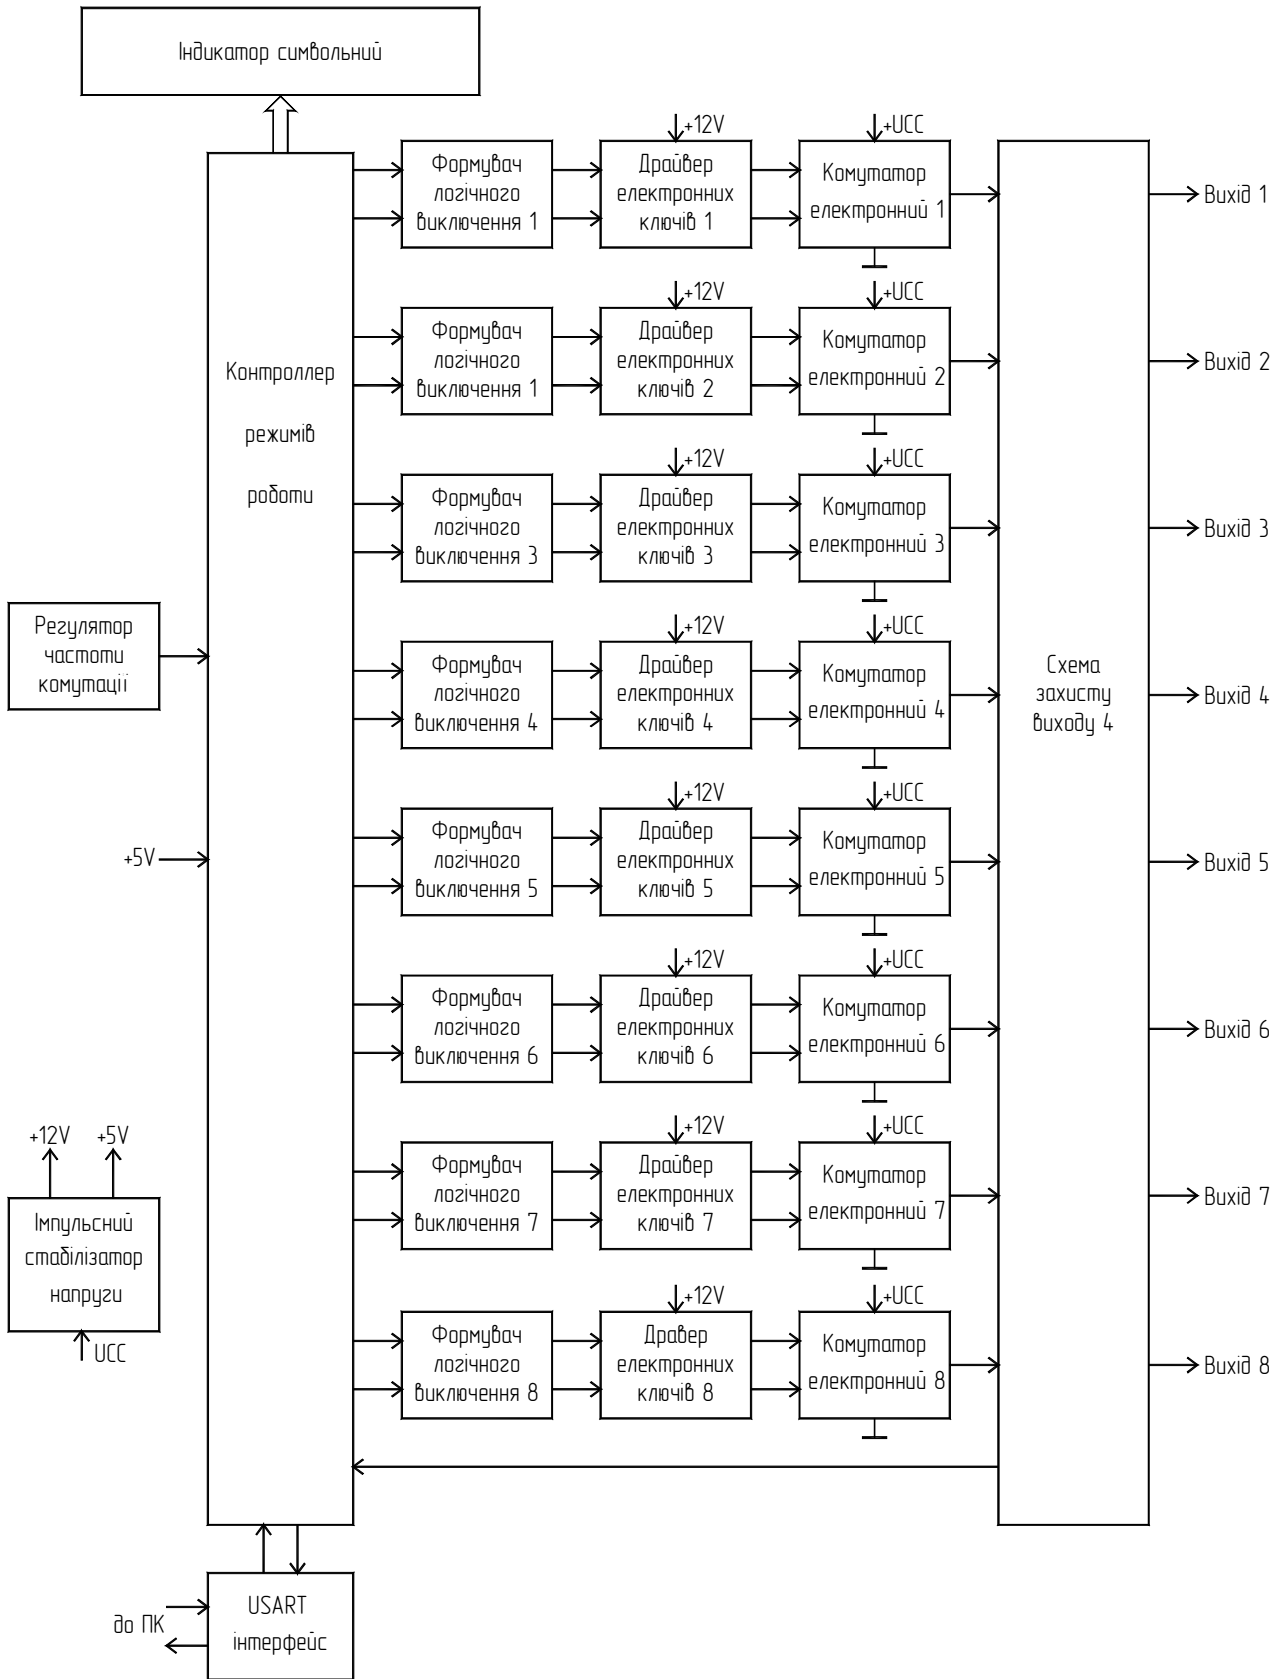 Індикатор символьний
+12V
+UCC
Формувач
логічного
виключення 1
Драйвер
електронних
ключів 1
Комутатор
електронний 1
Вихід 1
+12V
+UCC
Формувач
логічного
виключення 1
Драйвер
електронних
ключів 2
Комутатор
електронний 2
Вихід 2
Контроллер
режимів
роботи
+12V
+UCC
Формувач
логічного
виключення 3
Драйвер
електронних
ключів 3
Комутатор
електронний 3
Вихід 3
Регулятор
частоти
комутації
+12V
+UCC
Формувач
логічного
виключення 4
Драйвер
електронних
ключів 4
Комутатор
електронний 4
Схема
захисту
виходу 4
Вихід 4
+5V
+12V
+UCC
Формувач
логічного
виключення 5
Драйвер
електронних
ключів 5
Комутатор
електронний 5
Вихід 5
+12V
+UCC
Формувач
логічного
виключення 6
Драйвер
електронних
ключів 6
Комутатор
електронний 6
Вихід 6
+12V
+5V
Імпульсний
стабілізатор
напруги
UCC
+12V
+UCC
Формувач
логічного
виключення 7
Драйвер
електронних
ключів 7
Комутатор
електронний 7
Вихід 7
+12V
+UCC
Формувач
логічного
виключення 8
Дравер
електронних
ключів 8
Комутатор
електронний 8
Вихід 8
до ПК
USART
інтерфейс